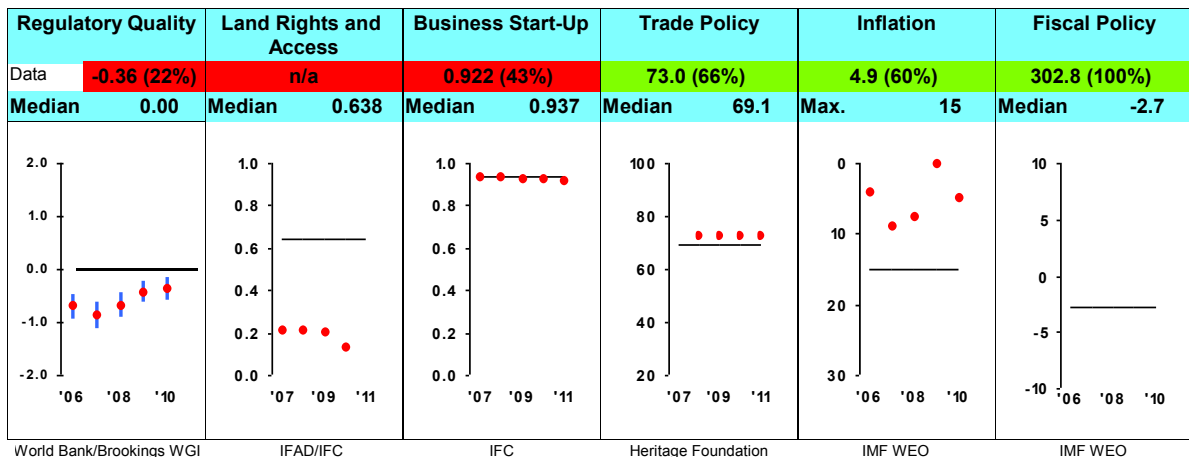 Regulatory Quality
Land Rights and
Access
Business Start-Up
Trade Policy
Inflation
Fiscal Policy
Data -0.36 (22%)
n/a
0.922 (43%)
73.0 (66%)
4.9 (60%)
302.8 (100%)
Median 0.00
Median 0.638
Median 0.937
Median 69.1
Max. 15
Median -2.7
2.0
1.0
0.0
-1.0
-2.0
'06 '08 '10
1.0
0.8
0.6
0.4
0.2
0.0
'07 '09 '11
1.0
0.8
0.6
0.4
0.2
0.0
'07 '09 '11
100
80
60
40
20
'07 '09 '11
0
10
20
30
'06 '08 '10
10
5
0
-5
-10
'06 '08 '10
World Bank/Brookings WGI
IFAD/IFC
IFC
Heritage Foundation
IMF WEO
IMF WEO